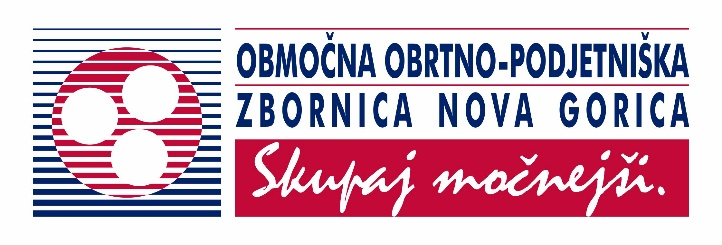 OBMOČNA OBRTNO-PODJETNIŠKA
ZBORNICA NOVA GORICA
Skupaj močnejši.